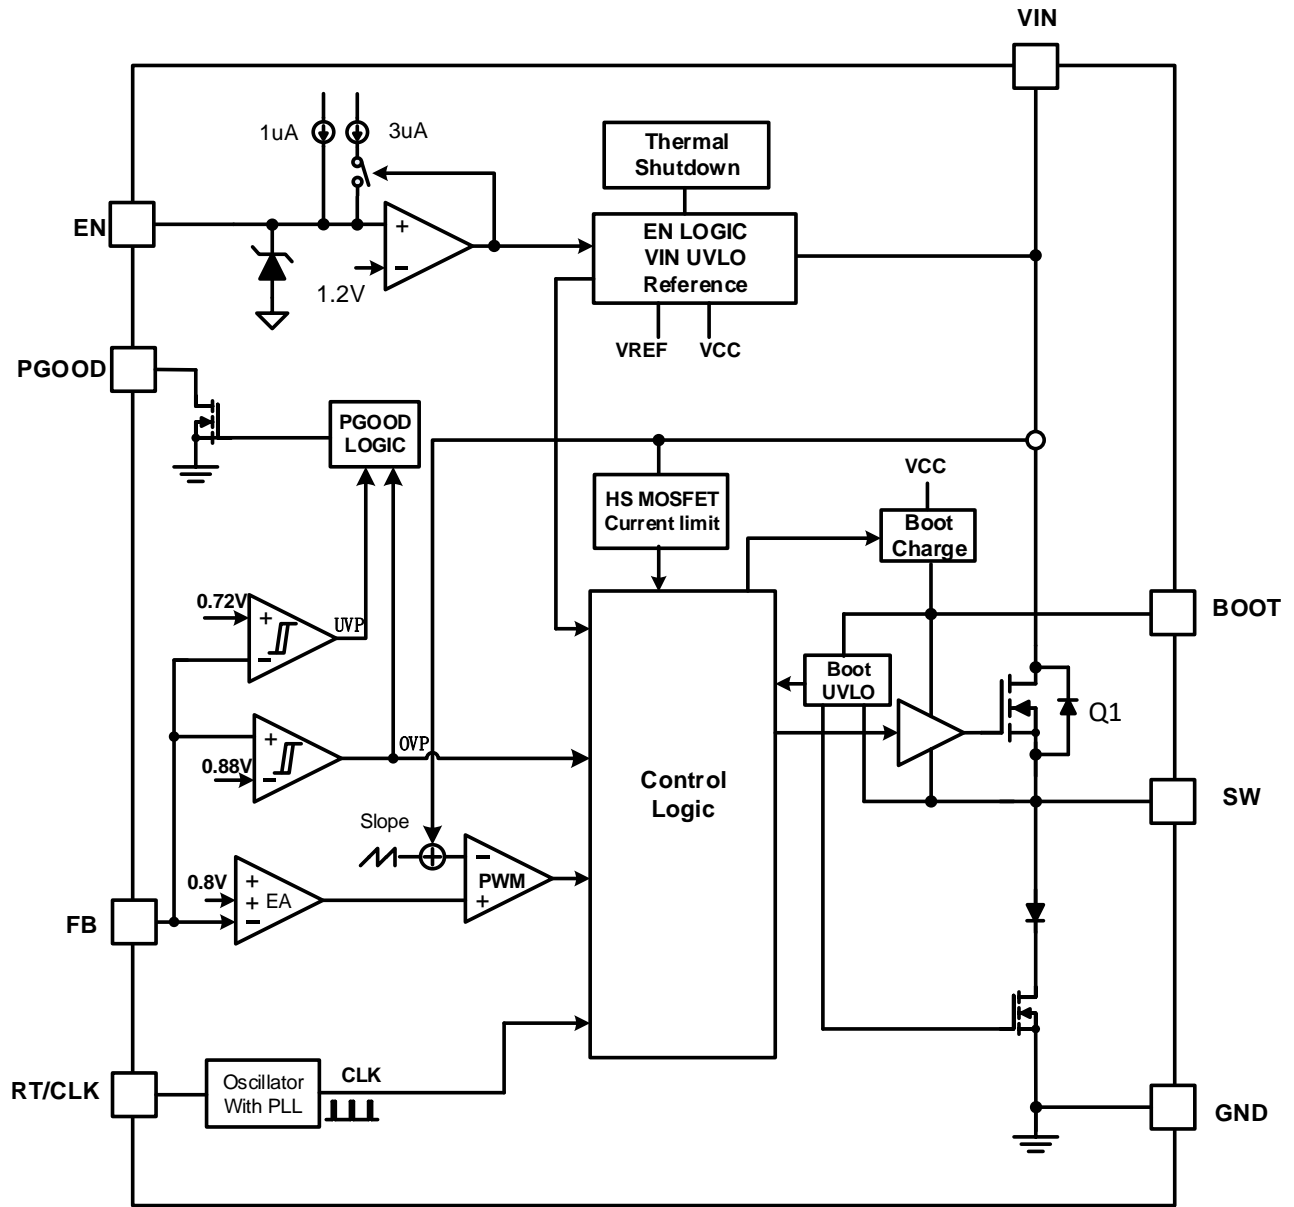 VIN
1uA
3uA
Thermal
Shutdown
EN
EN LOGIC
VIN UVLO
Reference
+
−
1.2V
VREF
VCC
PGOOD
PGOOD
LOGIC
VCC
HS MOSFET
Current limit
Boot
Charge
0.72V
+
−
UVP
BOOT
Boot
UVLO
Q1
+
−
0.88V
OVP
Control
Logic
SW
Slope
+
−
PWM
+
0.8V
+
+
EA
−
FB
RT/CLK
Oscillator
With PLL
CLK
GND